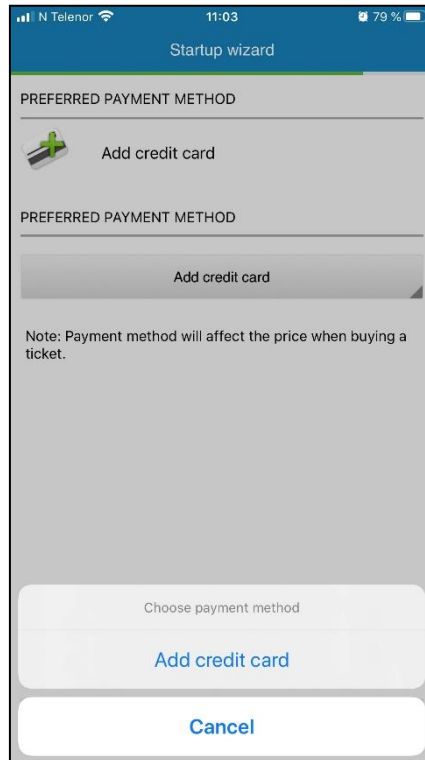 N Telenor 11:03 79 %
Startup wizard
PREFERRED PAYMENT METHOD
Add credit card
PREFERRED PAYMENT METHOD
Add credit card
Note: Payment method will affect the price when buying a
ticket.
Choose payment method
Add credit card
Cancel